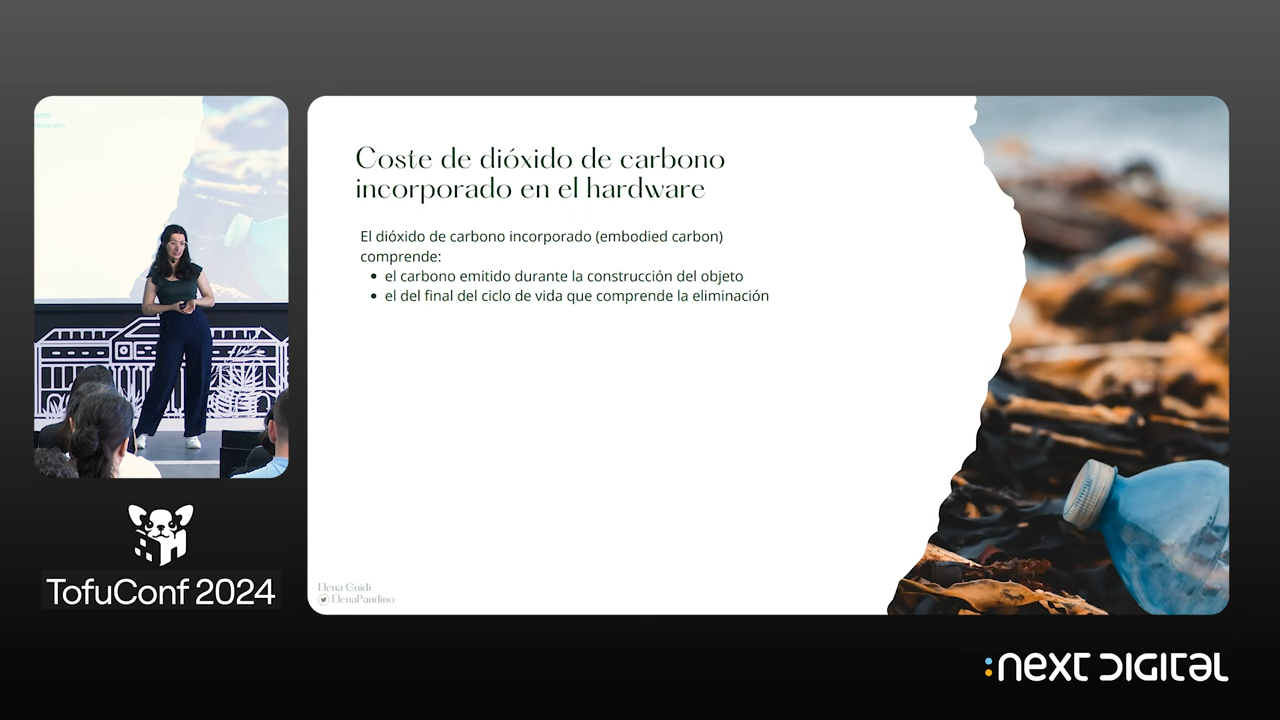 Coste de dióxido de carbono
incorporado en el hardware
El dióxido de carbono incorporado (embodied carbon)
comprende:
el carbono emitido durante la construcción del objeto
el del final del ciclo de vida que comprende la eliminación
Elena Guidi
ElenaPandino
TofuConf 2024
:next DIGITal